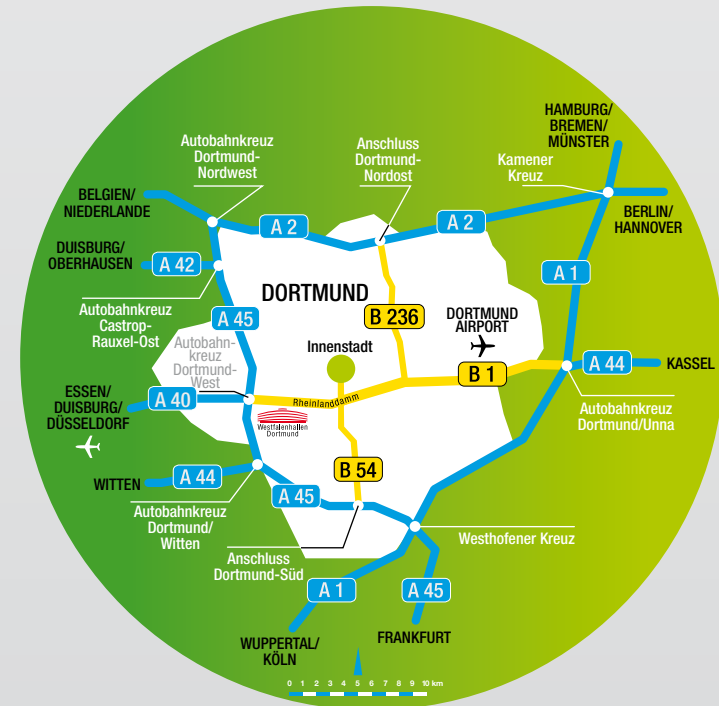 HAMBURG/
BREMEN/
MÜNSTER
Autobahnkreuz
Dortmund-
Nordwest
Anschluss
Dortmund-
Nordost
Kamener
Kreuz
BELGIEN/
NIEDERLANDE
A 2
A 2
BERLIN/
HANNOVER
DUISBURG/
OBERHAUSEN
A 42
A 1
DORTMUND
Autobahnkreuz
Castrop-
Rauxel-Ost
A 45
B 236
DORTMUND
AIRPORT
Autobahn-
kreuz
Dortmund-
West
Innenstadt
B 1
A 44
KASSEL
ESSEN/
DUISBURG/
DÜSSELDORF
A 40
Rheinlanddamm
Westfalenhallen
Dortmund
Autobahnkreuz
Dortmund/Unna
WITTEN
A 44
B 54
A 45
Autobahnkreuz
Dortmund/
Witten
Anschluss
Dortmund-Süd
Westhofener Kreuz
A 1
A 45
WUPPERTAL/
KÖLN
FRANKFURT
0 1 2 3 4 5 6 7 8 9 10 km